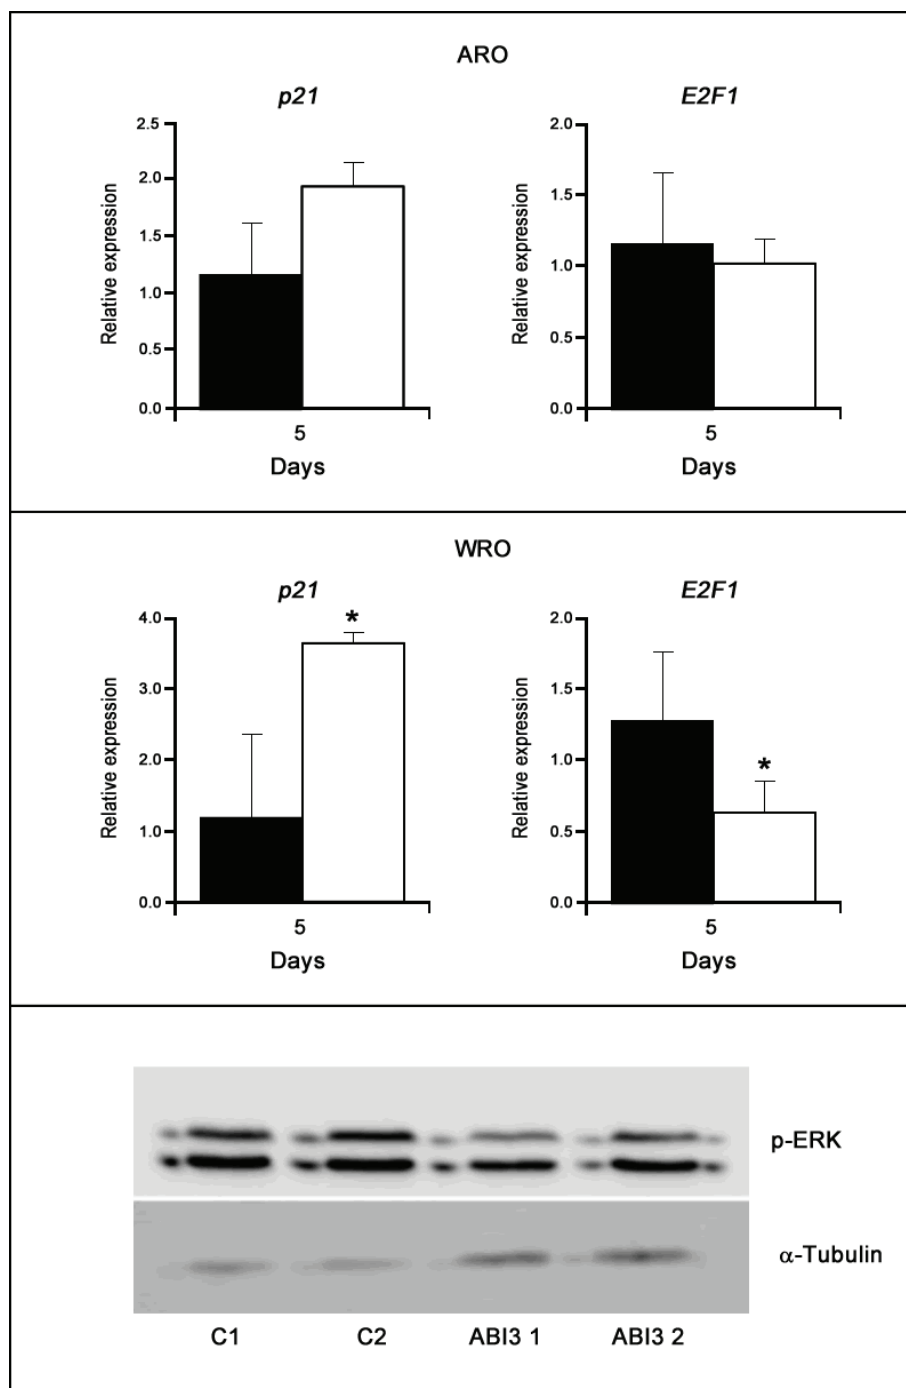 ARO
p21
E2F1
Relative expression
2.5
2.0
1.5
1.0
0.5
0.0
5
Days
Relative expression
2.0
1.5
1.0
0.5
0.0
5
Days
WRO
p21
E2F1
Relative expression
4.0
3.0
2.0
1.0
0.0
*
5
Days
Relative expression
2.0
1.5
1.0
0.5
0.0
*
5
Days
p-ERK
α-Tubulin
C1 C2 ABI3 1 ABI3 2